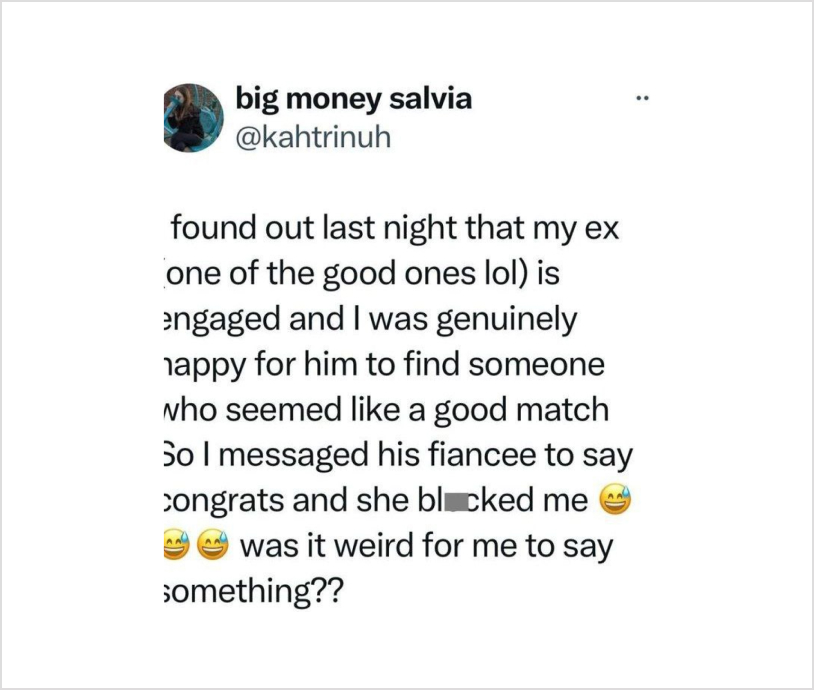 big money salvia
@kahtrinuh
found out last night that my ex
(one of the good ones lol) is
engaged and I was genuinely
happy for him to find someone
who seemed like a good match
So I messaged his fiancee to say
congrats and she bl cked me 😅
😅😅 was it weird for me to say
something??